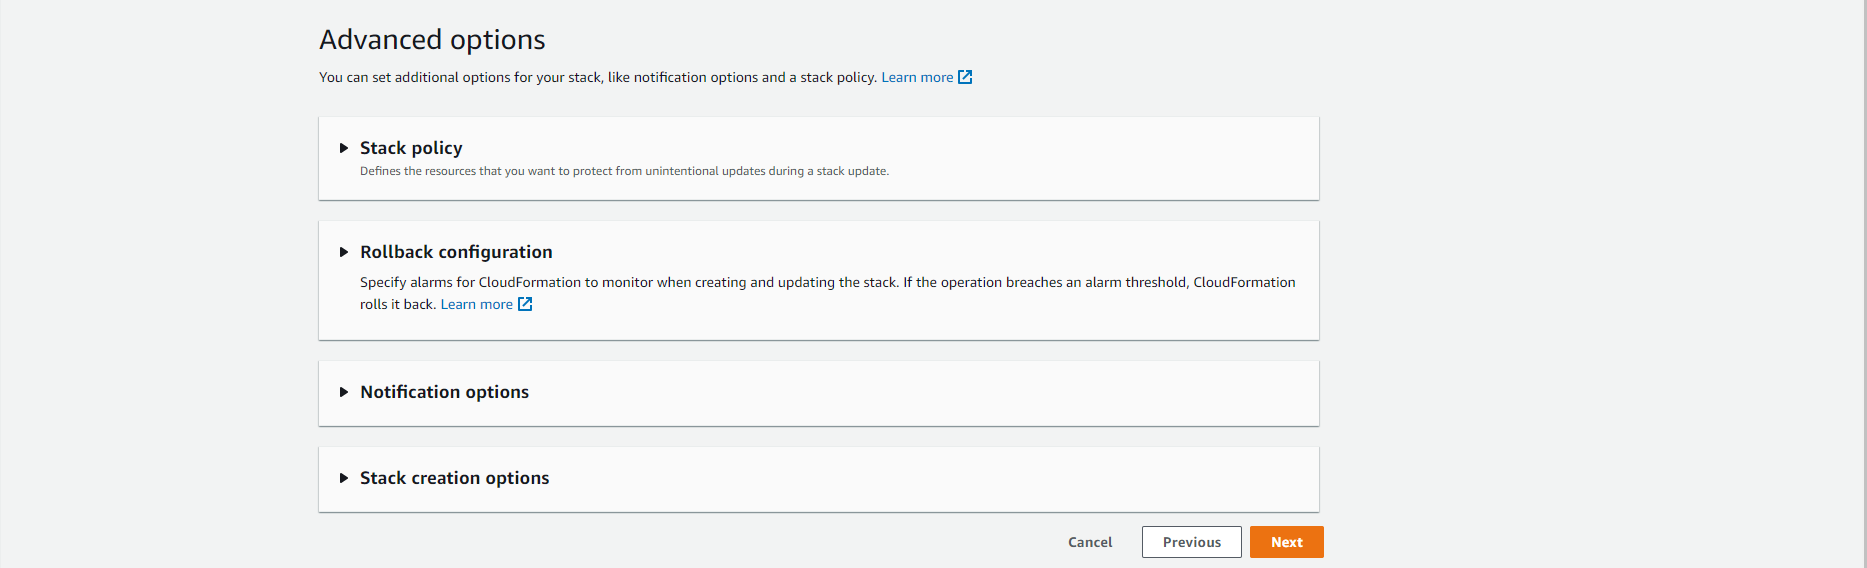 Advanced options
You can set additional options for your stack, like notification options and a stack policy. Learn more
Stack policy
Defines the resources that you want to protect from unintentional updates during a stack update.
Rollback configuration
Specify alarms for CloudFormation to monitor when creating and updating the stack. If the operation breaches an alarm threshold, CloudFormation
rolls it back. Learn more
Notification options
Stack creation options
Cancel Previous Next